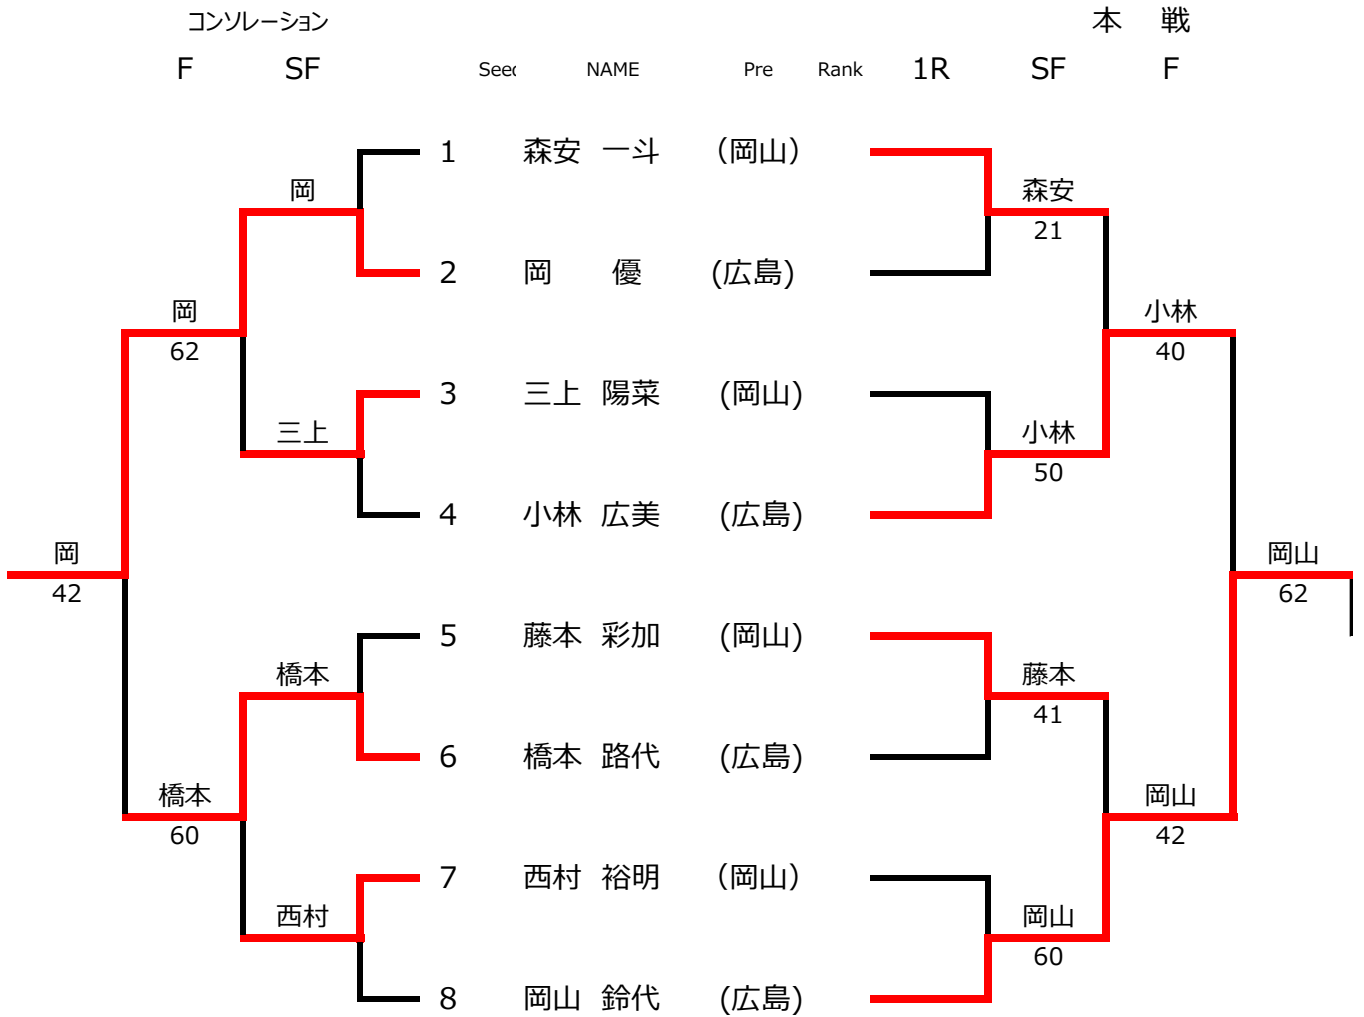 コンソレーション 本 戦
F SF Seed NAME Pre Rank 1R SF F
1 森安 一斗 (岡山)
岡 森安
21
2 岡 優 (広島)
岡 小林
62 40
3 三上 陽菜 (岡山)
三上 小林
50
4 小林 広美 (広島)
岡 岡山
42 62
5 藤本 彩加 (岡山)
橋本 藤本
41
6 橋本 路代 (広島)
橋本 岡山
60 42
7 西村 裕明 (岡山)
西村 岡山
60
8 岡山 鈴代 (広島)